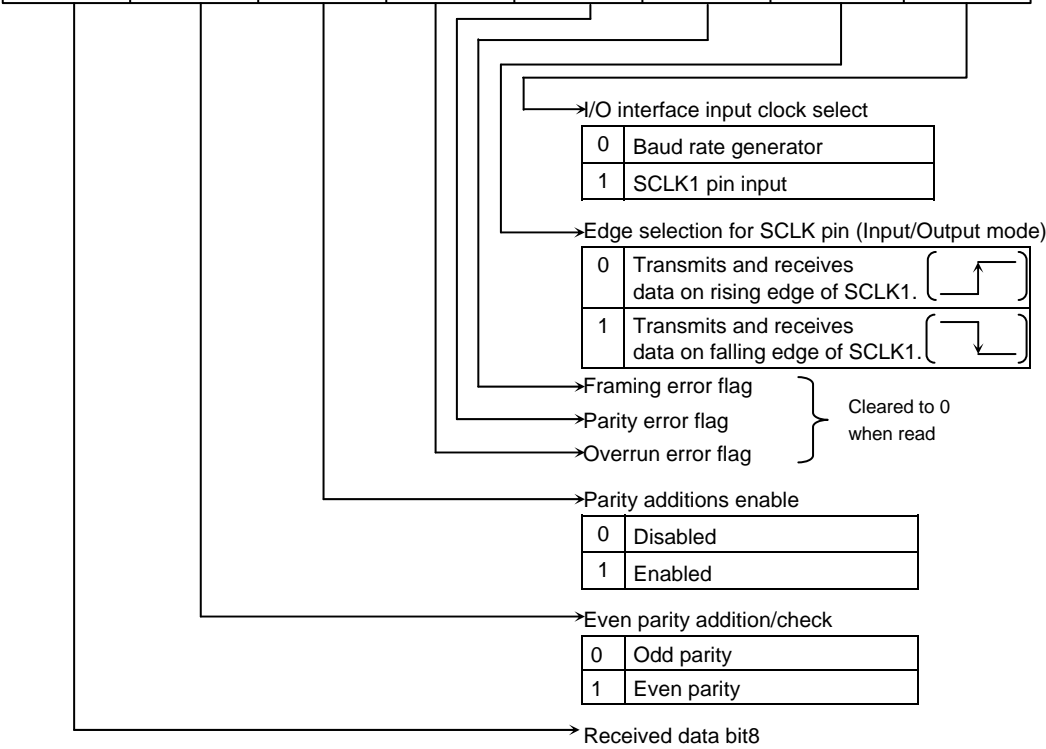 I/O interface input clock select
0 Baud rate generator
1 SCLK1 pin input
Edge selection for SCLK pin (Input/Output mode)
0 Transmits and receives
data on rising edge of SCLK1.
1 Transmits and receives
data on falling edge of SCLK1.
Framing error flag
Parity error flag
Overrun error flag
Cleared to 0
when read
Parity additions enable
0 Disabled
1 Enabled
Even parity addition/check
0 Odd parity
1 Even parity
Received data bit8